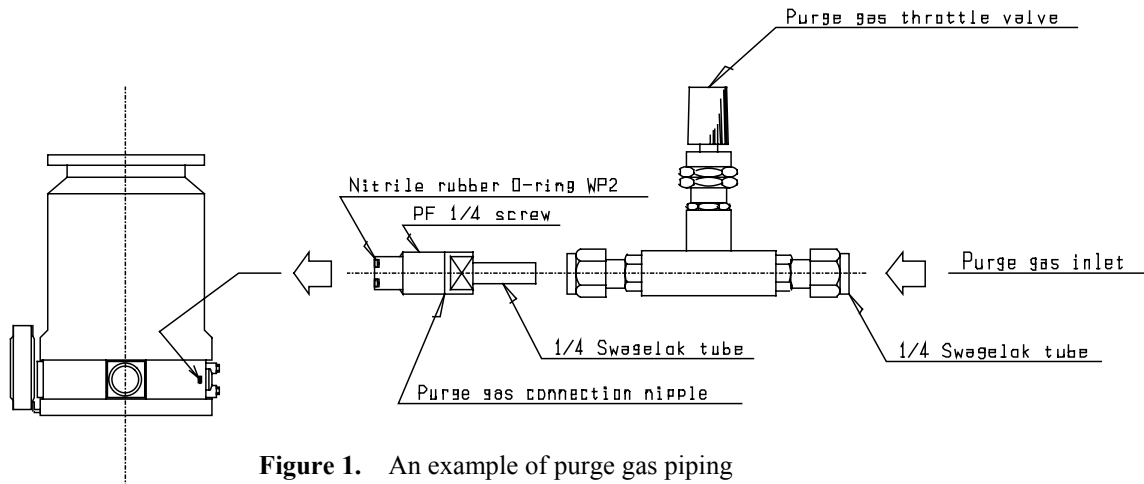 Purge gas throttle valve
Nitrile rubber O-ring WP2
PF 1/4 screw
Purge gas inlet
1/4 Swagelok tube
1/4 Swagelok tube
Purge gas connection nipple
Figure 1. An example of purge gas piping